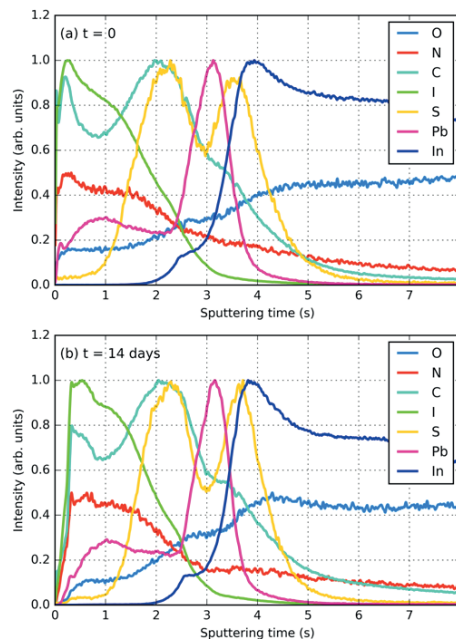 (a) t = 0
Intensity (arb. units)
1.2
1.0
0.8
0.6
0.4
0.2
0.0
0 1 2 3 4 5 6 7
Sputtering time (s)
O
N
C
I
S
Pb
In
(b) t = 14 days
Intensity (arb. units)
1.2
1.0
0.8
0.6
0.4
0.2
0.0
0 1 2 3 4 5 6 7
Sputtering time (s)
O
N
C
I
S
Pb
In